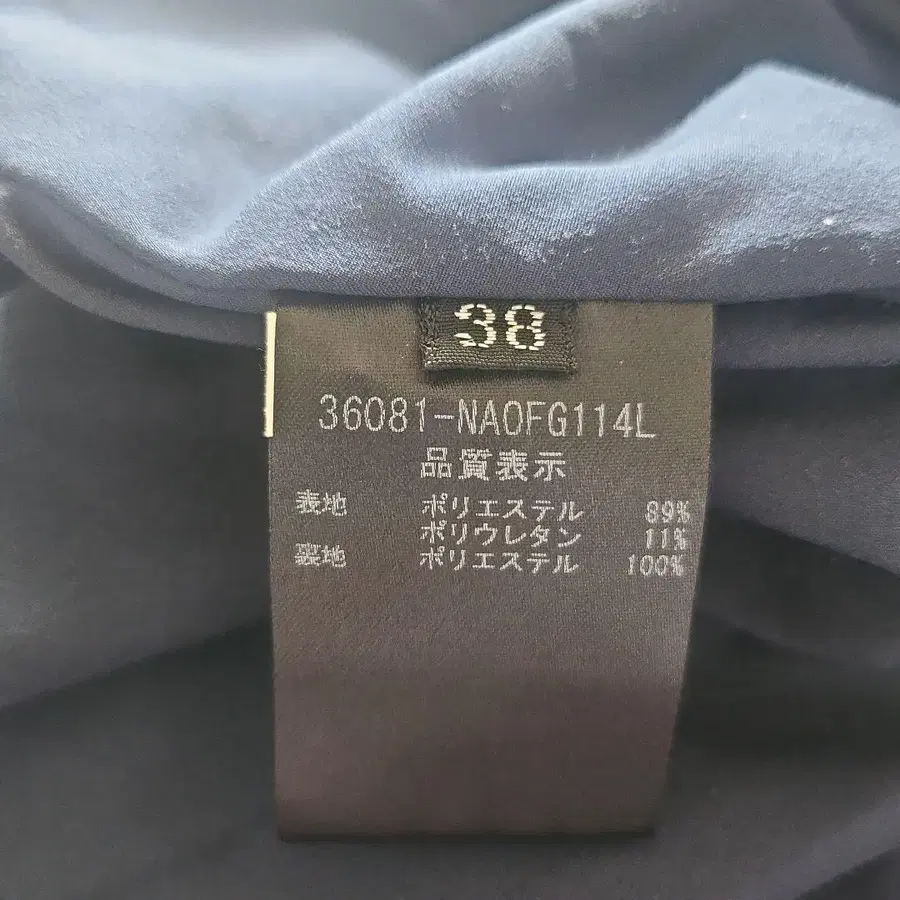 38
36081-NA0FG114L
品質表示
表地 ポリエステル 89%
ポリウレタン 11%
裏地 ポリエステル 100%